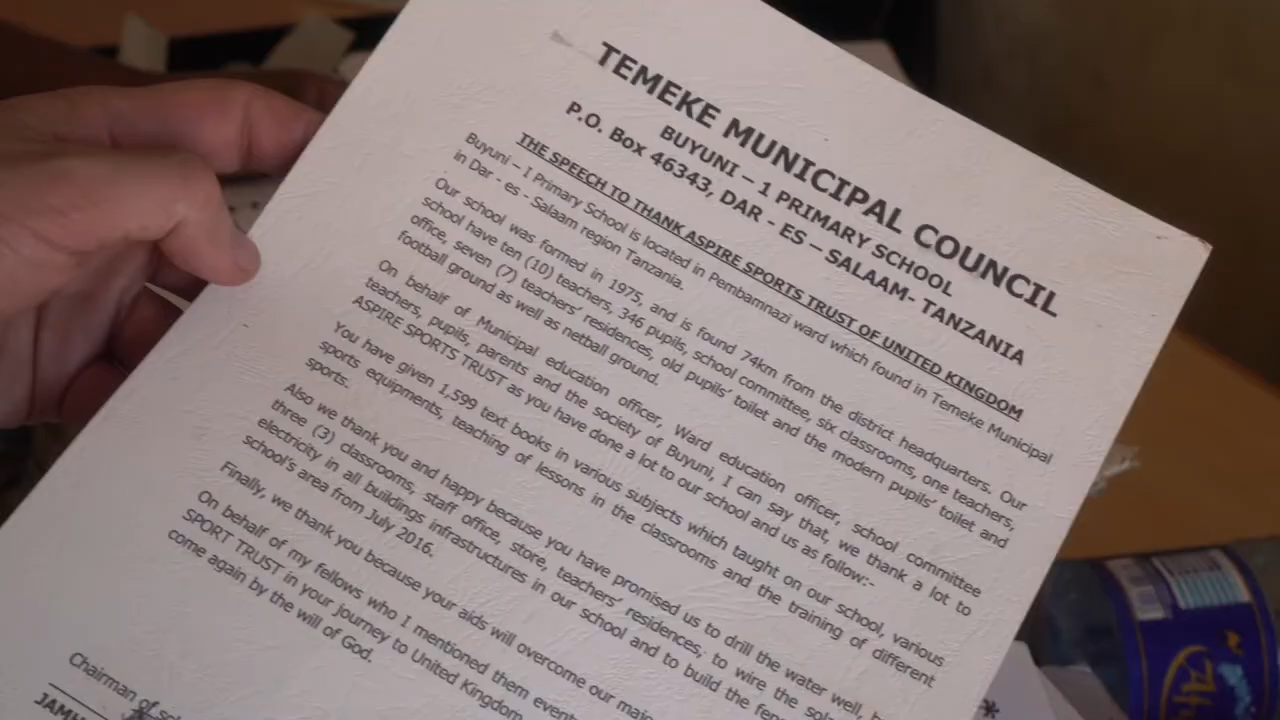 TEMEKE MUNICIPAL COUNCIL
BUYUNI – 1 PRIMARY SCHOOL
P.O. Box 46343, DAR - ES – SALAAM- TANZANIA
THE SPEECH TO THANK ASPIRE SPORTS TRUST OF UNITED KINGDOM
Buyuni – I Primary School is located in Pembamnazi ward which found in Temeke Municipal
in Dar - es - Salaam region Tanzania.
Our school was formed in 1975, and is found 74km from the district headquarters. Our
school have ten (10) teachers, 346 pupils, school committee, six classrooms, one teachers,
office, seven (7) teachers' residences, old pupils' toilet and the modern pupils' toilet and
football ground as well as netball ground.
On behalf of Municipal education officer, Ward education officer, school committee
teachers, pupils, parents and the society of Buyuni, I can say that, we thank a lot to
ASPIRE SPORTS TRUST as you have done a lot to our school and us as follow:-
You have given 1,599 text books in various subjects which taught on our school, various
sports equipments, teaching of lessons in the classrooms and the training of different
sports.
Also we thank you and happy because you have promised us to drill the water well,
three (3) classrooms, staff office, store, teachers' residences, to wire the
electricity in all buildings infrastructures in our school and to build the
school's area from July 2016.
Finally, we thank you because your aids will overcome our
On behalf of my fellows who I mentioned them
SPORT TRUST in your journey to United Kingdom
come again by the will of God.
Chairman of